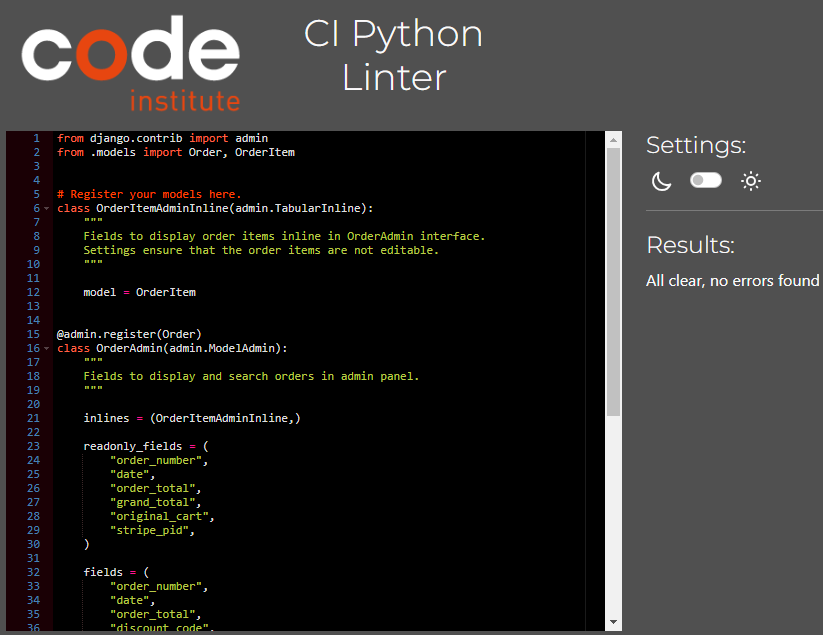 code
institute
CI Python
Linter
1 from django.contrib import admin
2 from .models import Order, OrderItem
3
4
5 # Register your models here.
6 class OrderItemAdminInline(admin.TabularInline):
7     """
8     Fields to display order items inline in OrderAdmin interface.
9     Settings ensure that the order items are not editable.
10     """
11
12     model = OrderItem
13
14
15 @admin.register(Order)
16 class OrderAdmin(admin.ModelAdmin):
17     """
18     Fields to display and search orders in admin panel.
19     """
20
21     inlines = (OrderItemAdminInline,)
22
23     readonly_fields = (
24         "order_number",
25         "date",
26         "order_total",
27         "grand_total",
28         "original_cart",
29         "stripe_pid",
30     )
31
32     fields = (
33         "order_number",
34         "date",
35         "order_total",
36         "discount_code",
Settings:
Results:
All clear, no errors found